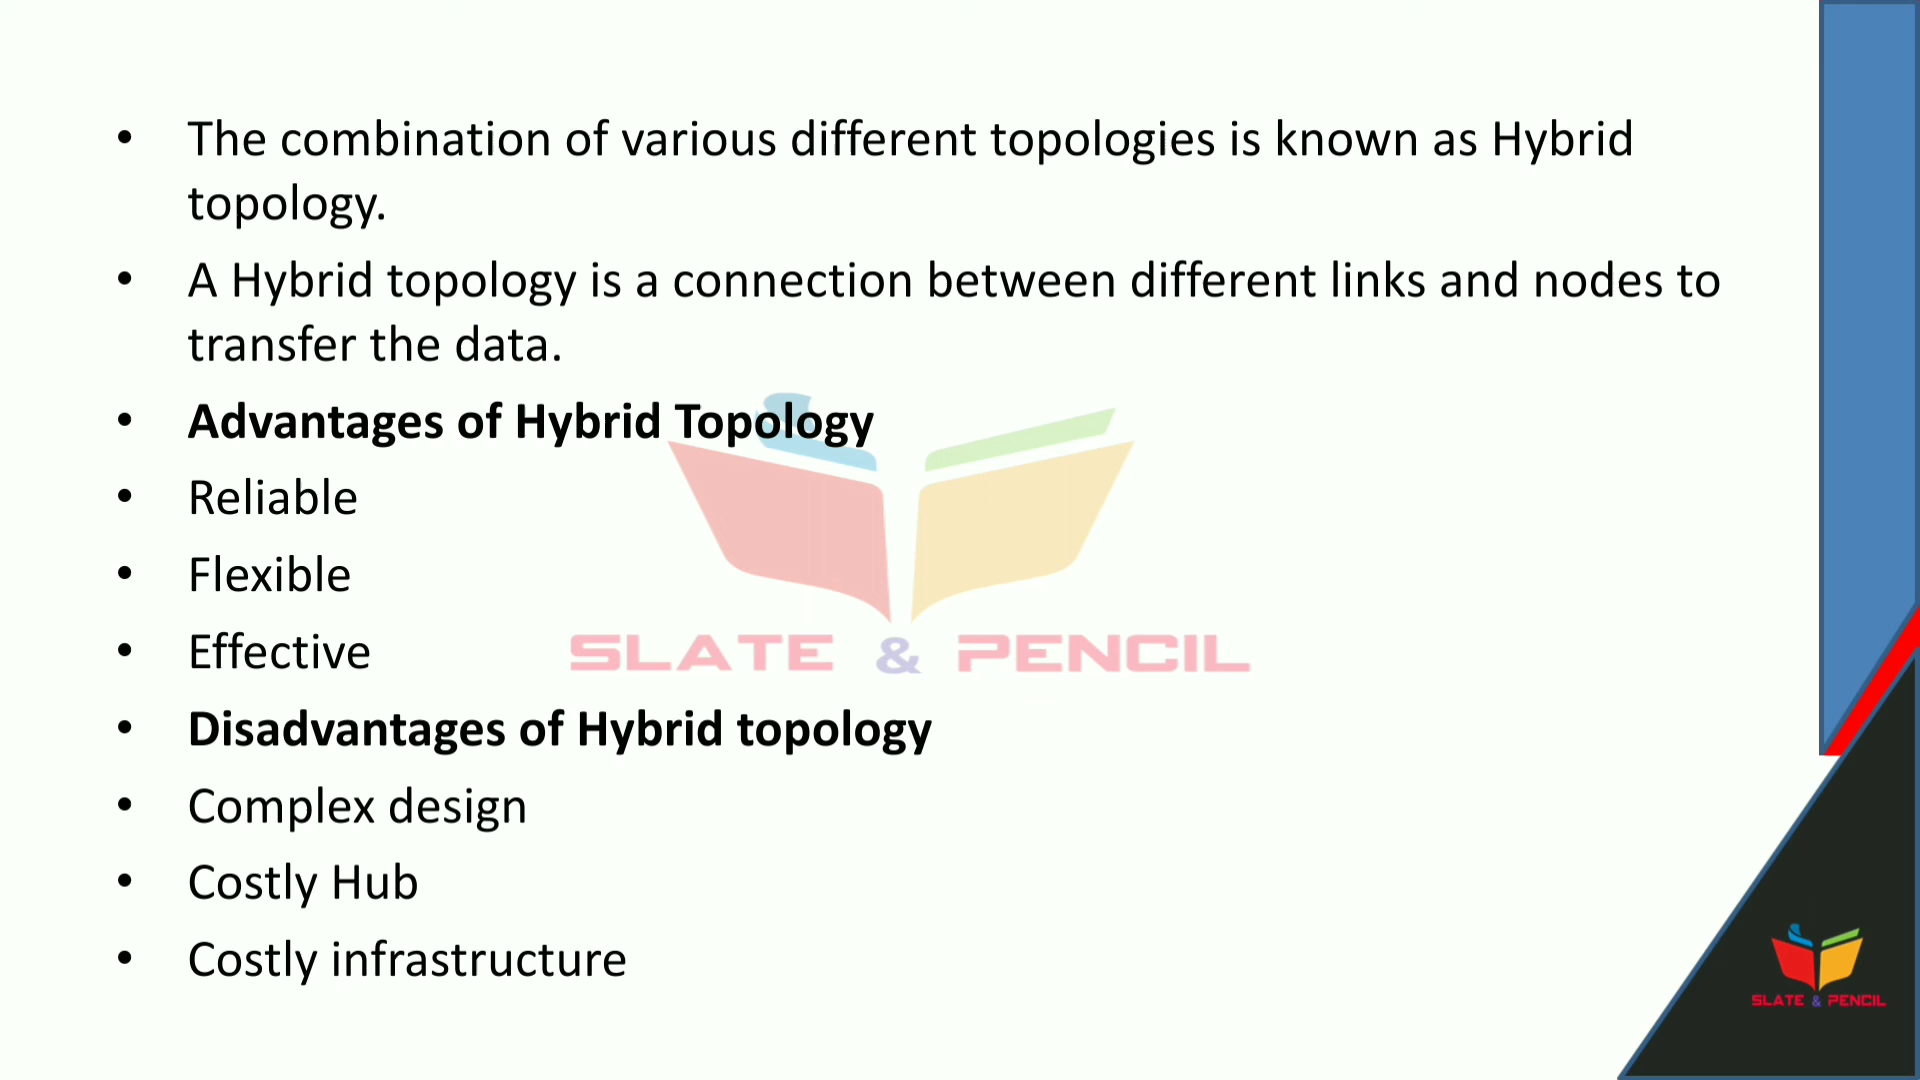 • The combination of various different topologies is known as Hybrid
topology.
• A Hybrid topology is a connection between different links and nodes to
transfer the data.
• Advantages of Hybrid Topology
• Reliable
• Flexible
• Effective
SLATE & PENCIL
• Disadvantages of Hybrid topology
• Complex design
• Costly Hub
• Costly infrastructure
SLATE & PENCIL